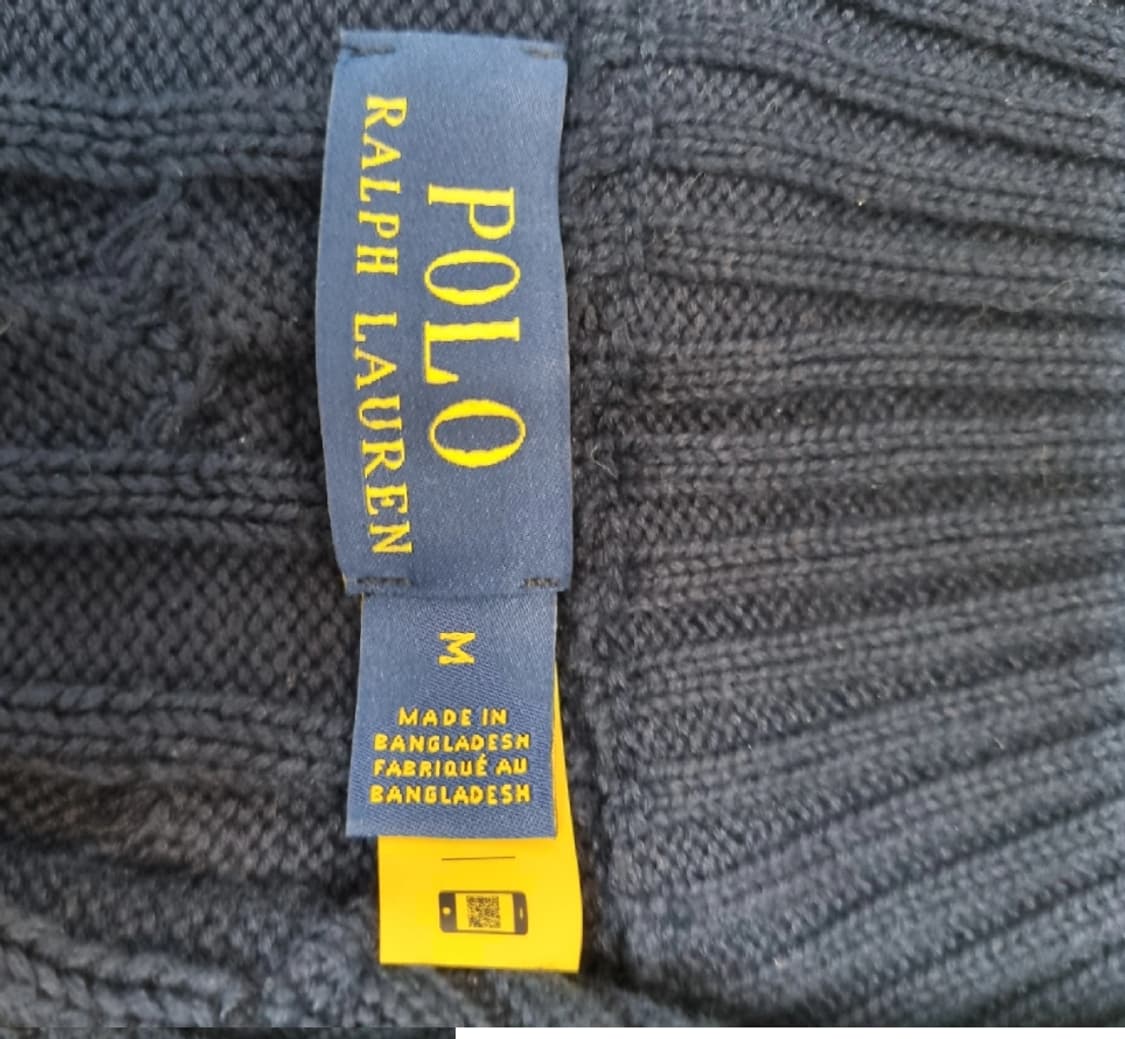 POLO
RALPH LAUREN
M
MADE IN
BANGLADESH
FABRIQUÉ AU
BANGLADESH